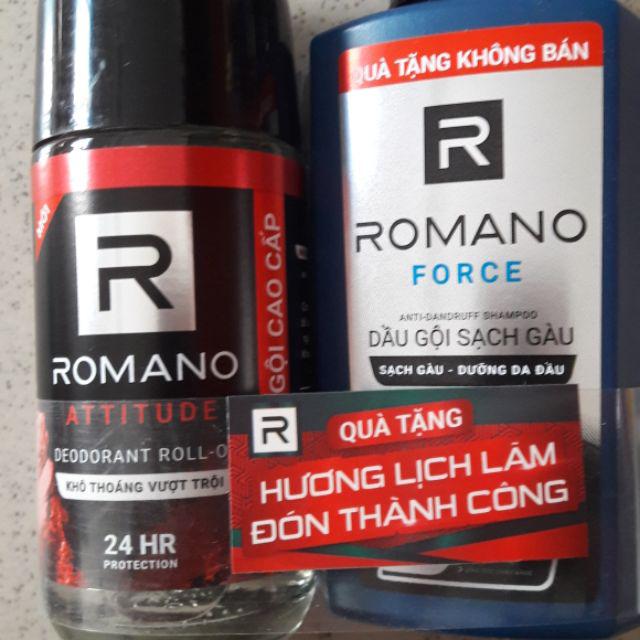 MỚI
R
ROMANO
ATTITUDE
DEODORANT ROLL-O
KHÔ THOÁNG VƯỢT TRỘI
24 HR
PROTECTION
GỘI CAO CẤP
QUÀ TẶNG KHÔNG BÁN
R
ROMANO
FORCE
ANTI-DANDRUFF SHAMPOO
DẦU GỘI SẠCH GÀU
SẠCH GÀU - DƯỠNG DA ĐẦU
R
QUÀ TẶNG
HƯƠNG LỊCH LÃM
ĐÓN THÀNH CÔNG